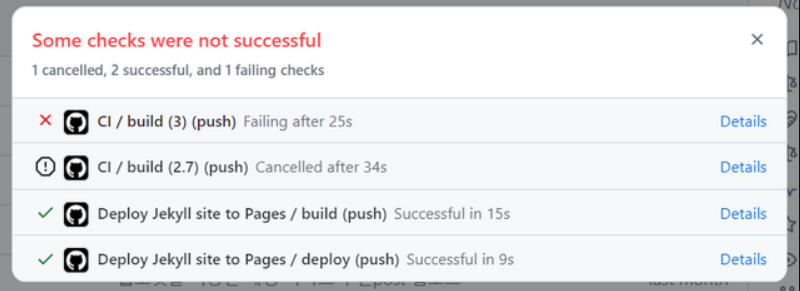 Some checks were not successful
1 cancelled, 2 successful, and 1 failing checks
CI / build (3) (push) Failing after 25s Details
CI / build (2.7) (push) Cancelled after 34s Details
Deploy Jekyll site to Pages / build (push) Successful in 15s Details
Deploy Jekyll site to Pages / deploy (push) Successful in 9s Details
last month